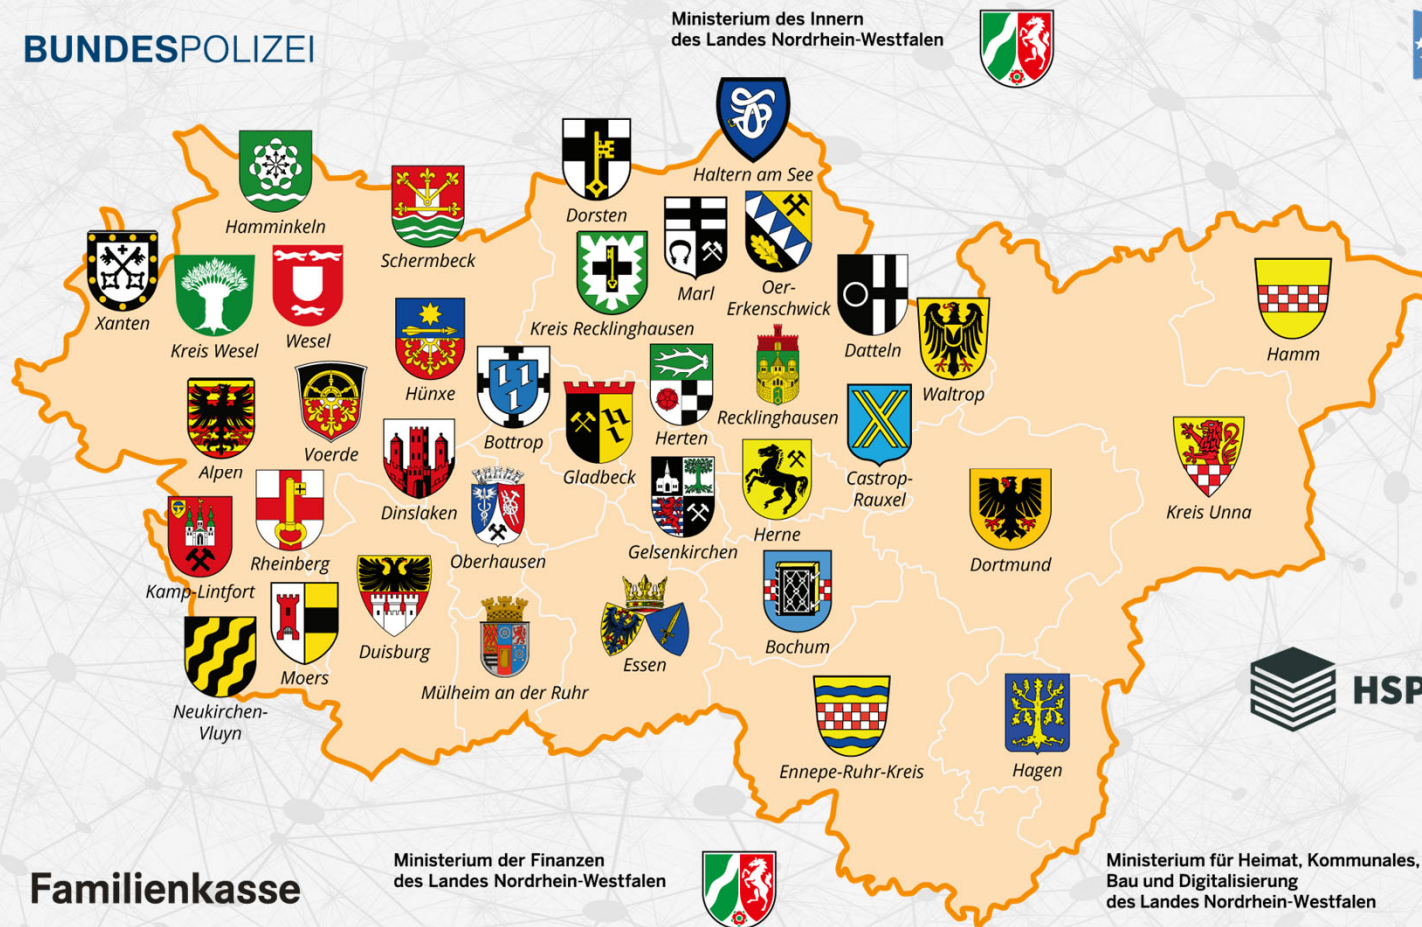 Ministerium des Innern
des Landes Nordrhein-Westfalen
BUNDESPOLIZEI
Haltern am See
Hamminkeln
Dorsten
Schermbeck
Marl
Oer-
Erkenschwick
Xanten
Kreis Wesel
Wesel
Kreis Recklinghausen
Datteln
Hamm
Hünxe
Waltrop
Bottrop
Herten
Recklinghausen
Alpen
Voerde
Gladbeck
Castrop-
Rauxel
Dinslaken
Kreis Unna
Rheinberg
Oberhausen
Gelsenkirchen
Herne
Dortmund
Kamp-Lintfort
Moers
Duisburg
Mülheim an der Ruhr
Essen
Bochum
Neukirchen-
Vluyn
HSP
Ennepe-Ruhr-Kreis
Hagen
Familienkasse
Ministerium der Finanzen
des Landes Nordrhein-Westfalen
Ministerium für Heimat, Kommunales,
Bau und Digitalisierung
des Landes Nordrhein-Westfalen